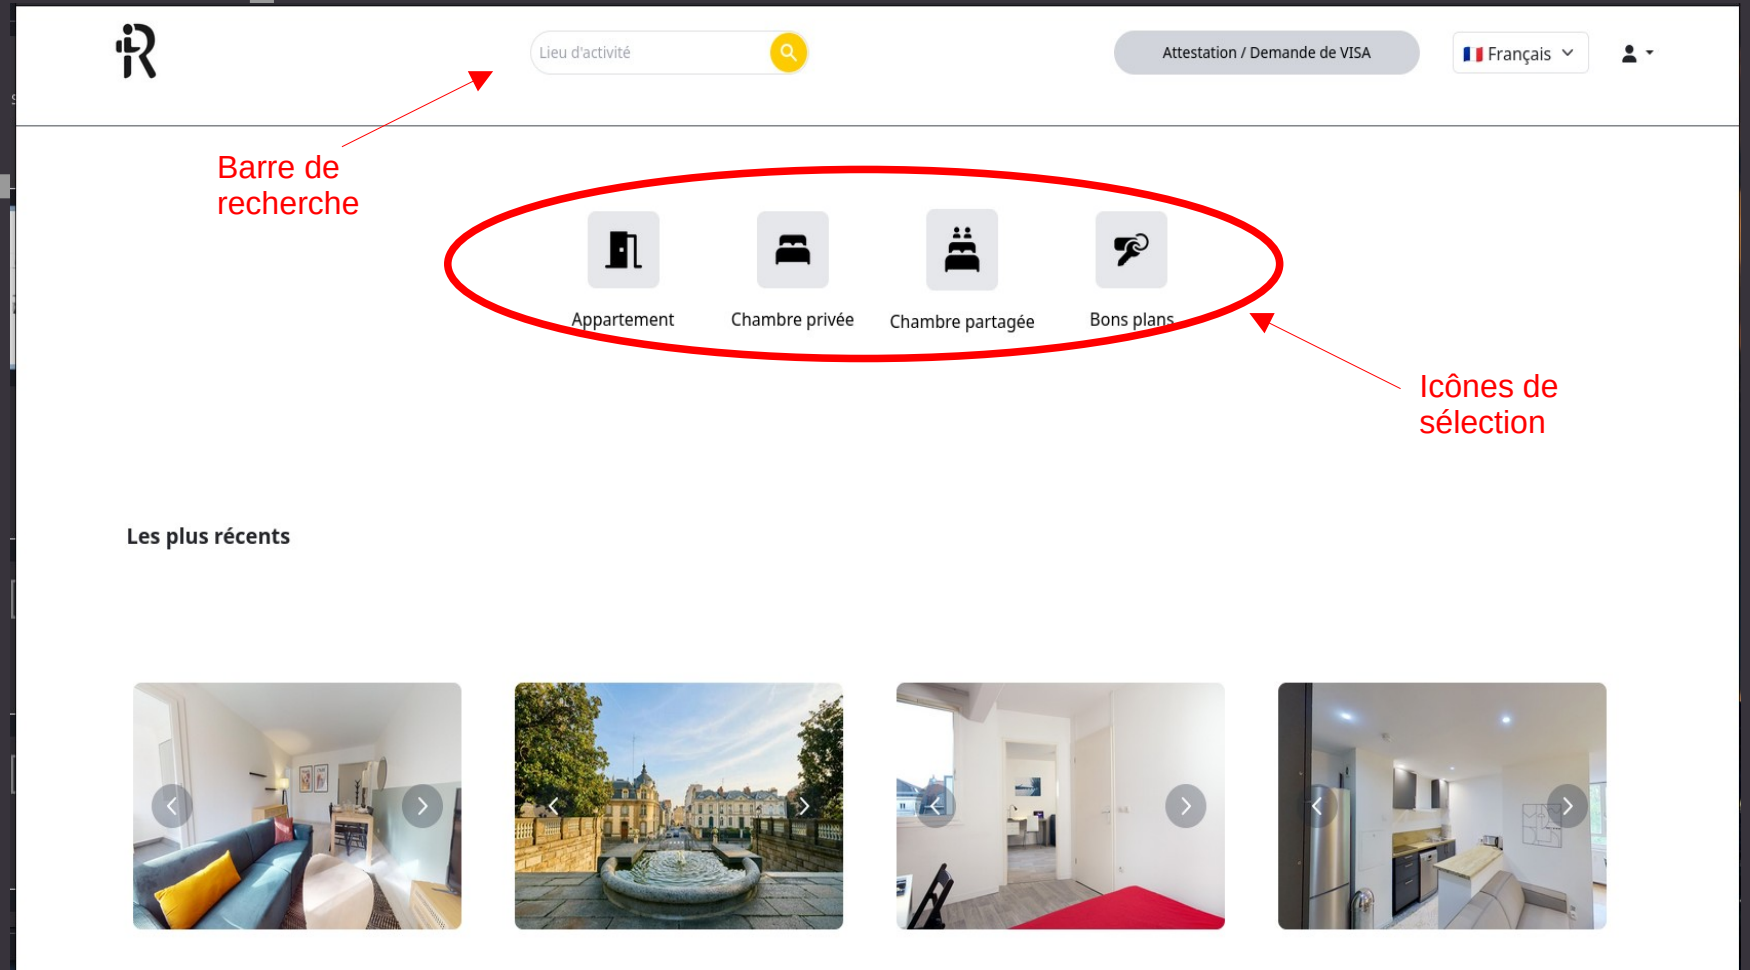 Lieu d'activité
Attestation / Demande de VISA
Français
Barre de
recherche
Appartement
Chambre privée
Chambre partagée
Bons plans
Icônes de
sélection
Les plus récents